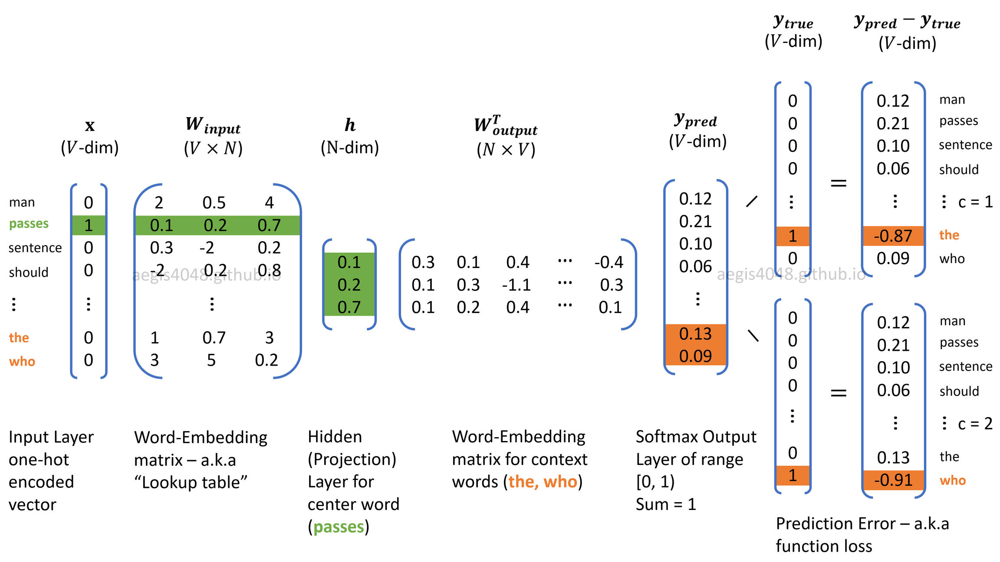 y_true
(V-dim)
y_pred − y_true
(V-dim)
x
(V-dim)
W_input
(V × N)
h
(N-dim)
W^T_output
(N × V)
y_pred
(V-dim)
man
passes
sentence
should
⋮
the
who
0
1
0
0
⋮
0
0
2 0.5 4
0.1 0.2 0.7
0.3 -2 0.2
-2 0.2 0.8
⋮
1 0.7 3
3 5 0.2
aegis4048.github.io
0.1
0.2
0.7
0.3 0.1 0.4 ⋯ -0.4
0.1 0.3 -1.1 ⋯ 0.3
0.1 0.2 0.4 ⋯ 0.1
0.12
0.21
0.10
0.06
⋮
0.13
0.09
0
0
0
0
⋮
1
0
=
0.12
0.21
0.10
0.06
⋮
-0.87
0.09
man
passes
sentence
should
⋮ c = 1
the
who
aegis4048.github.io
0
0
0
0
⋮
0
1
=
0.12
0.21
0.10
0.06
⋮
0.13
-0.91
man
passes
sentence
should
⋮ c = 2
the
who
Input Layer
one-hot
encoded
vector
Word-Embedding
matrix – a.k.a
“Lookup table”
Hidden
(Projection)
Layer for
center word
(passes)
Word-Embedding
matrix for context
words (the, who)
Softmax Output
Layer of range
[0, 1)
Sum = 1
Prediction Error – a.k.a
function loss